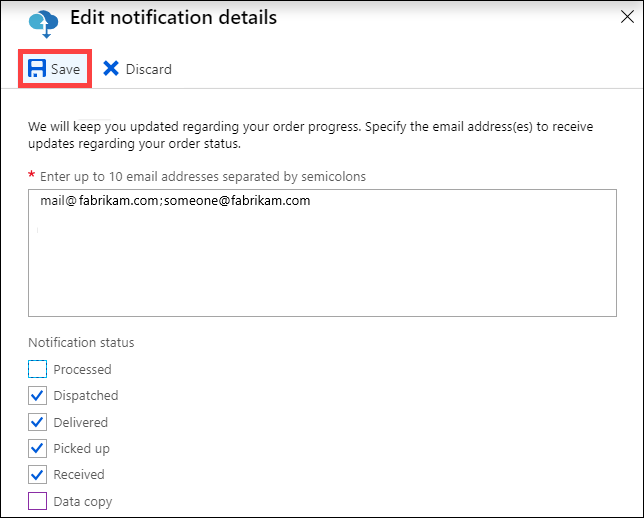 Edit notification details
Save
Discard
We will keep you updated regarding your order progress. Specify the email address(es) to receive
updates regarding your order status.
* Enter up to 10 email addresses separated by semicolons
mail@fabrikam.com;someone@fabrikam.com
Notification status
Processed
Dispatched
Delivered
Picked up
Received
Data copy